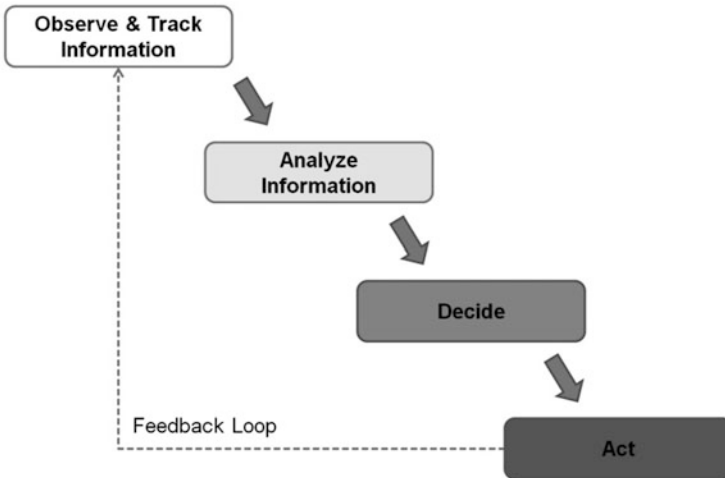 Observe & Track
Information
Analyze
Information
Decide
Feedback Loop
Act